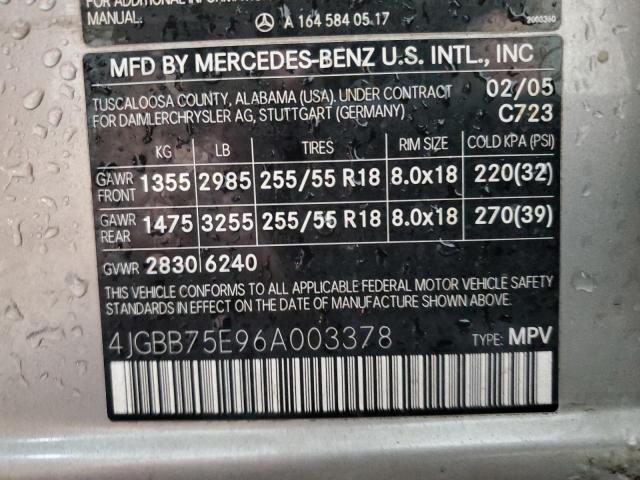 FOR ADDITIONAL INFORMATION
MANUAL.
A 164 584 05 17
MFD BY MERCEDES-BENZ U.S. INTL., INC
TUSCALOOSA COUNTY, ALABAMA (USA). UNDER CONTRACT 02/05
FOR DAIMLERCHRYSLER AG, STUTTGART (GERMANY) C723
KG LB TIRES RIM SIZE COLD KPA (PSI)
GAWR FRONT 1355 2985 255/55 R18 8.0x18 220(32)
GAWR REAR 1475 3255 255/55 R18 8.0x18 270(39)
GVWR 2830 6240
THIS VEHICLE CONFORMS TO ALL APPLICABLE FEDERAL MOTOR VEHICLE SAFETY
STANDARDS IN EFFECT ON THE DATE OF MANUFACTURE SHOWN ABOVE.
4JGBB75E96A003378 TYPE: MPV